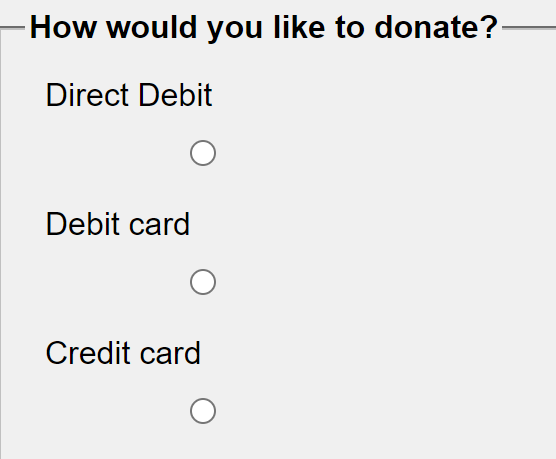 How would you like to donate?
Direct Debit
Debit card
Credit card